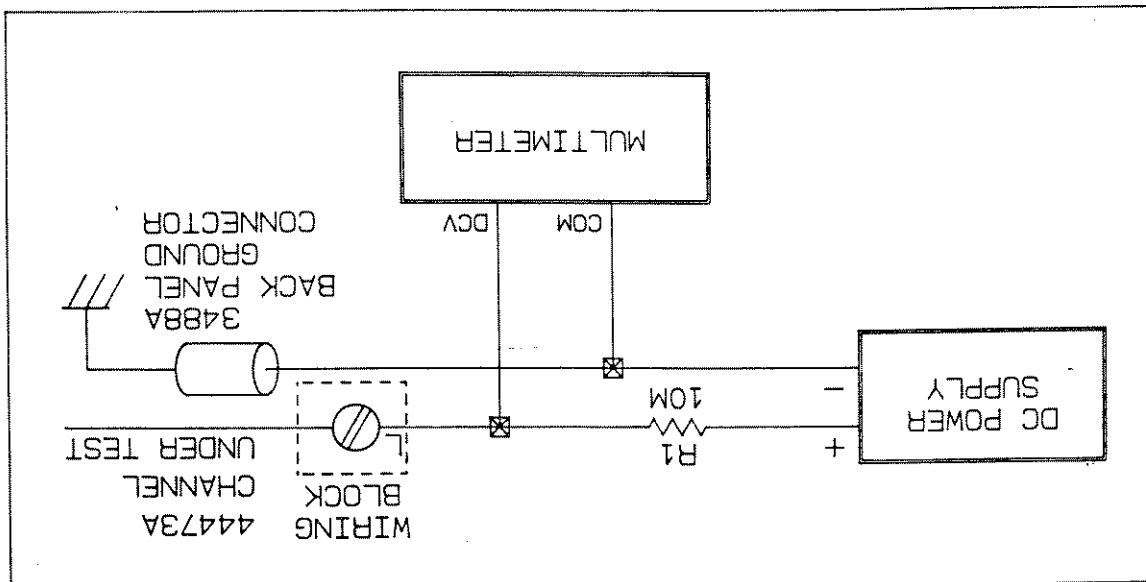 WIRING
BLOCK
44473A
CHANNEL
UNDER TEST
R1
10M
L
DC POWER
SUPPLY
+
-
3488A
BACK PANEL
GROUND
CONNECTOR
COM
DCV
MULTIMETER